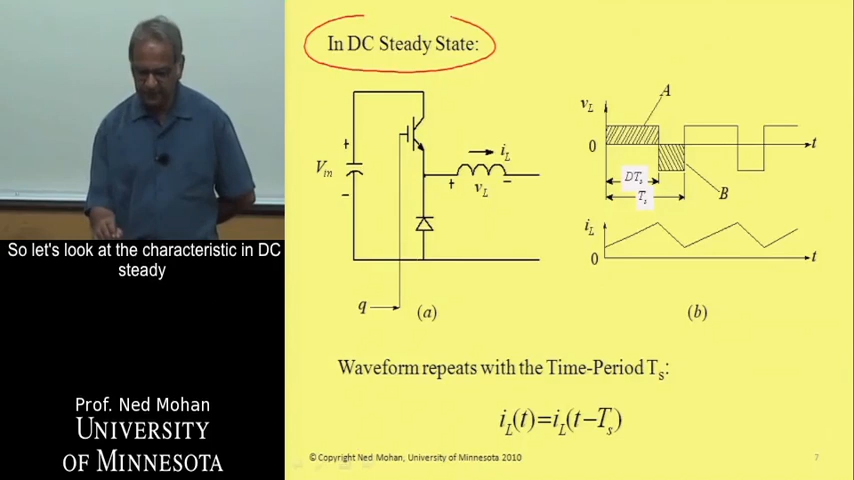 In DC Steady State:
A
v_L
0
t
DT_s
T_s
B
i_L
0
t
(b)
V_in
+
−
i_L
+
v_L
−
q
(a)
Waveform repeats with the Time-Period T_s:
i_L(t)=i_L(t−T_s)
©Copyright Ned Mohan, University of Minnesota 2010
7
So let's look at the characteristic in DC
steady
Prof. Ned Mohan
UNIVERSITY
OF MINNESOTA